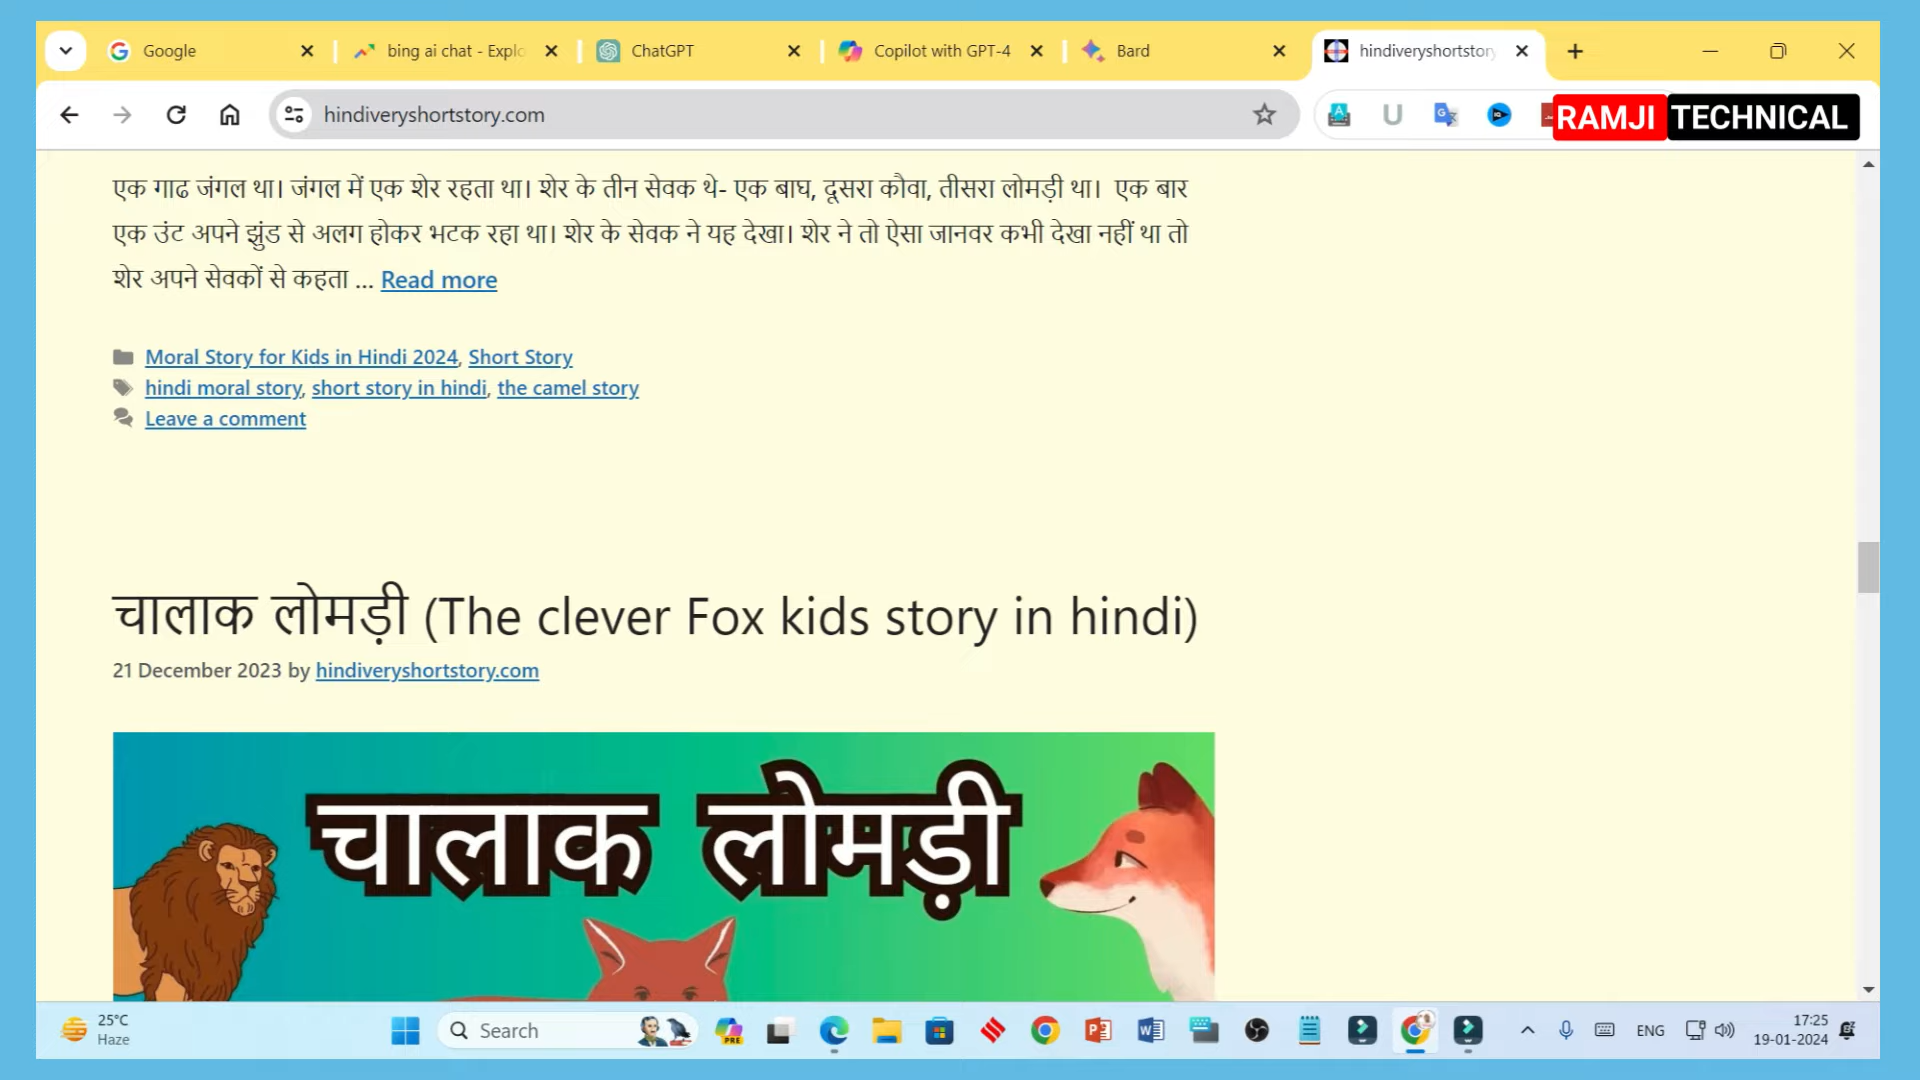 Google
bing ai chat - Explo
ChatGPT
Copilot with GPT-4
Bard
hindiveryshortstory
hindiveryshortstory.com
RAMJI TECHNICAL
एक गाढ जंगल था। जंगल में एक शेर रहता था। शेर के तीन सेवक थे- एक बाघ, दूसरा कौवा, तीसरा लोमड़ी था। एक बार
एक उंट अपने झुंड से अलग होकर भटक रहा था। शेर के सेवक ने यह देखा। शेर ने तो ऐसा जानवर कभी देखा नहीं था तो
शेर अपने सेवकों से कहता ... Read more
Moral Story for Kids in Hindi 2024, Short Story
hindi moral story, short story in hindi, the camel story
Leave a comment
चालाक लोमड़ी (The clever Fox kids story in hindi)
21 December 2023 by hindiveryshortstory.com
चालाक लोमड़ी
25°C
Haze
Search
PRE
ENG
17:25
19-01-2024